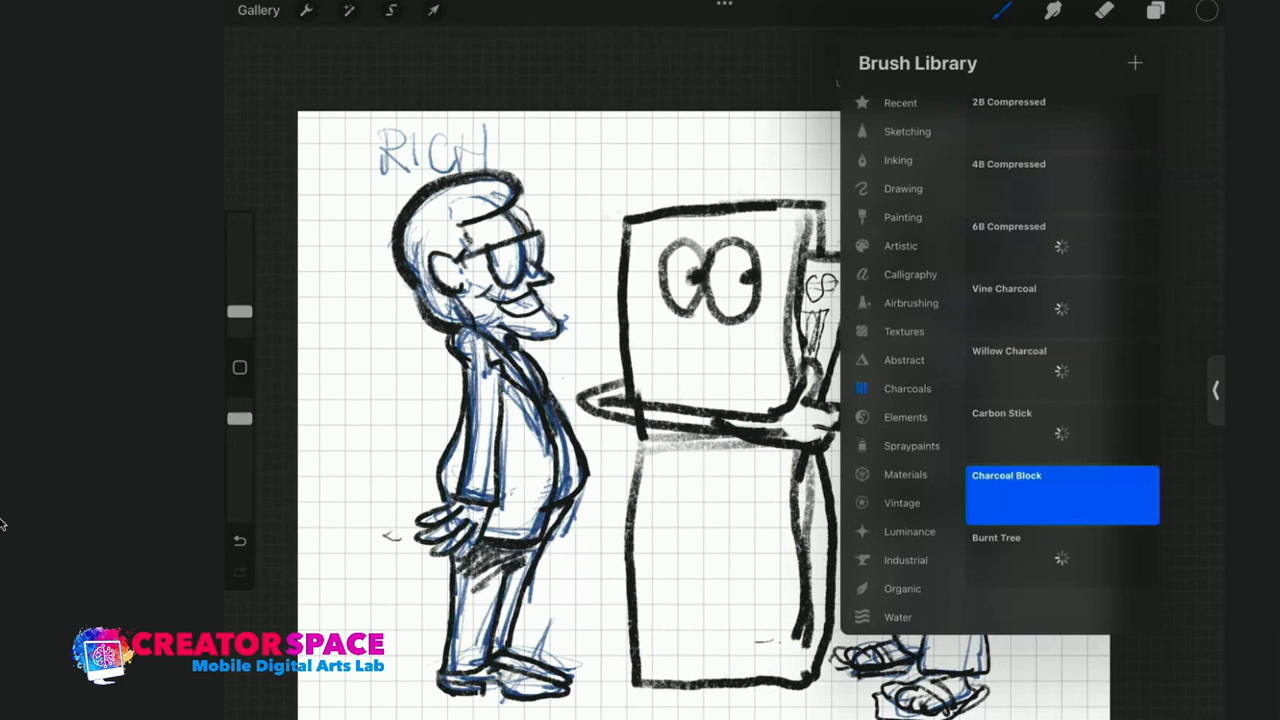 Gallery
Brush Library
Recent
Sketching
Inking
Drawing
Painting
Artistic
Calligraphy
Airbrushing
Textures
Abstract
Charcoals
Elements
Spraypaints
Materials
Vintage
Luminance
Industrial
Organic
Water
2B Compressed
4B Compressed
6B Compressed
Vine Charcoal
Willow Charcoal
Carbon Stick
Charcoal Block
Burnt Tree
RICH
CREATOR SPACE
Mobile Digital Arts Lab